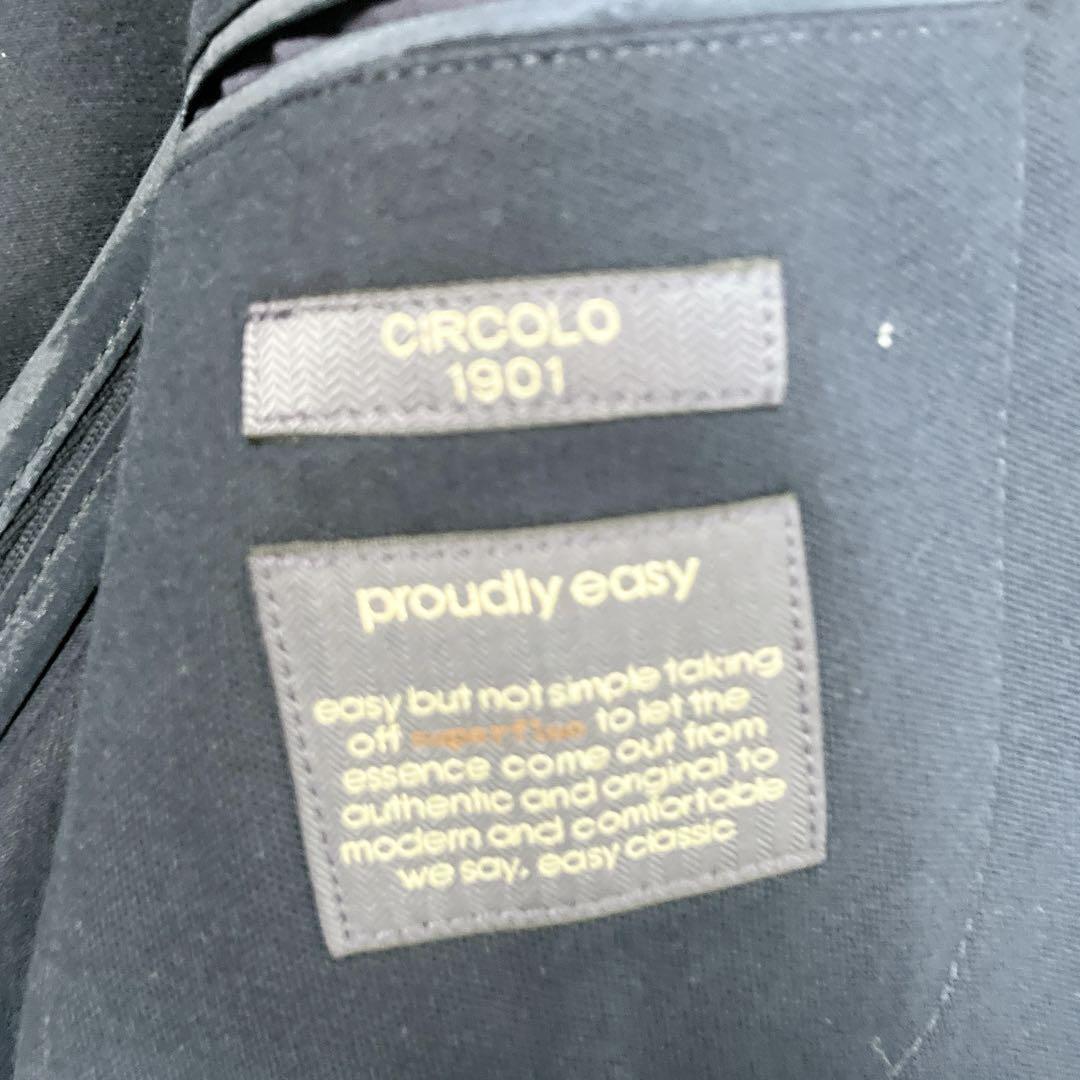 CiRCOLO
1901
proudly easy
easy but not simple taking
off superfluo to let the
essence come out from
authentic and original to
modern and comfortable
we say, easy classic